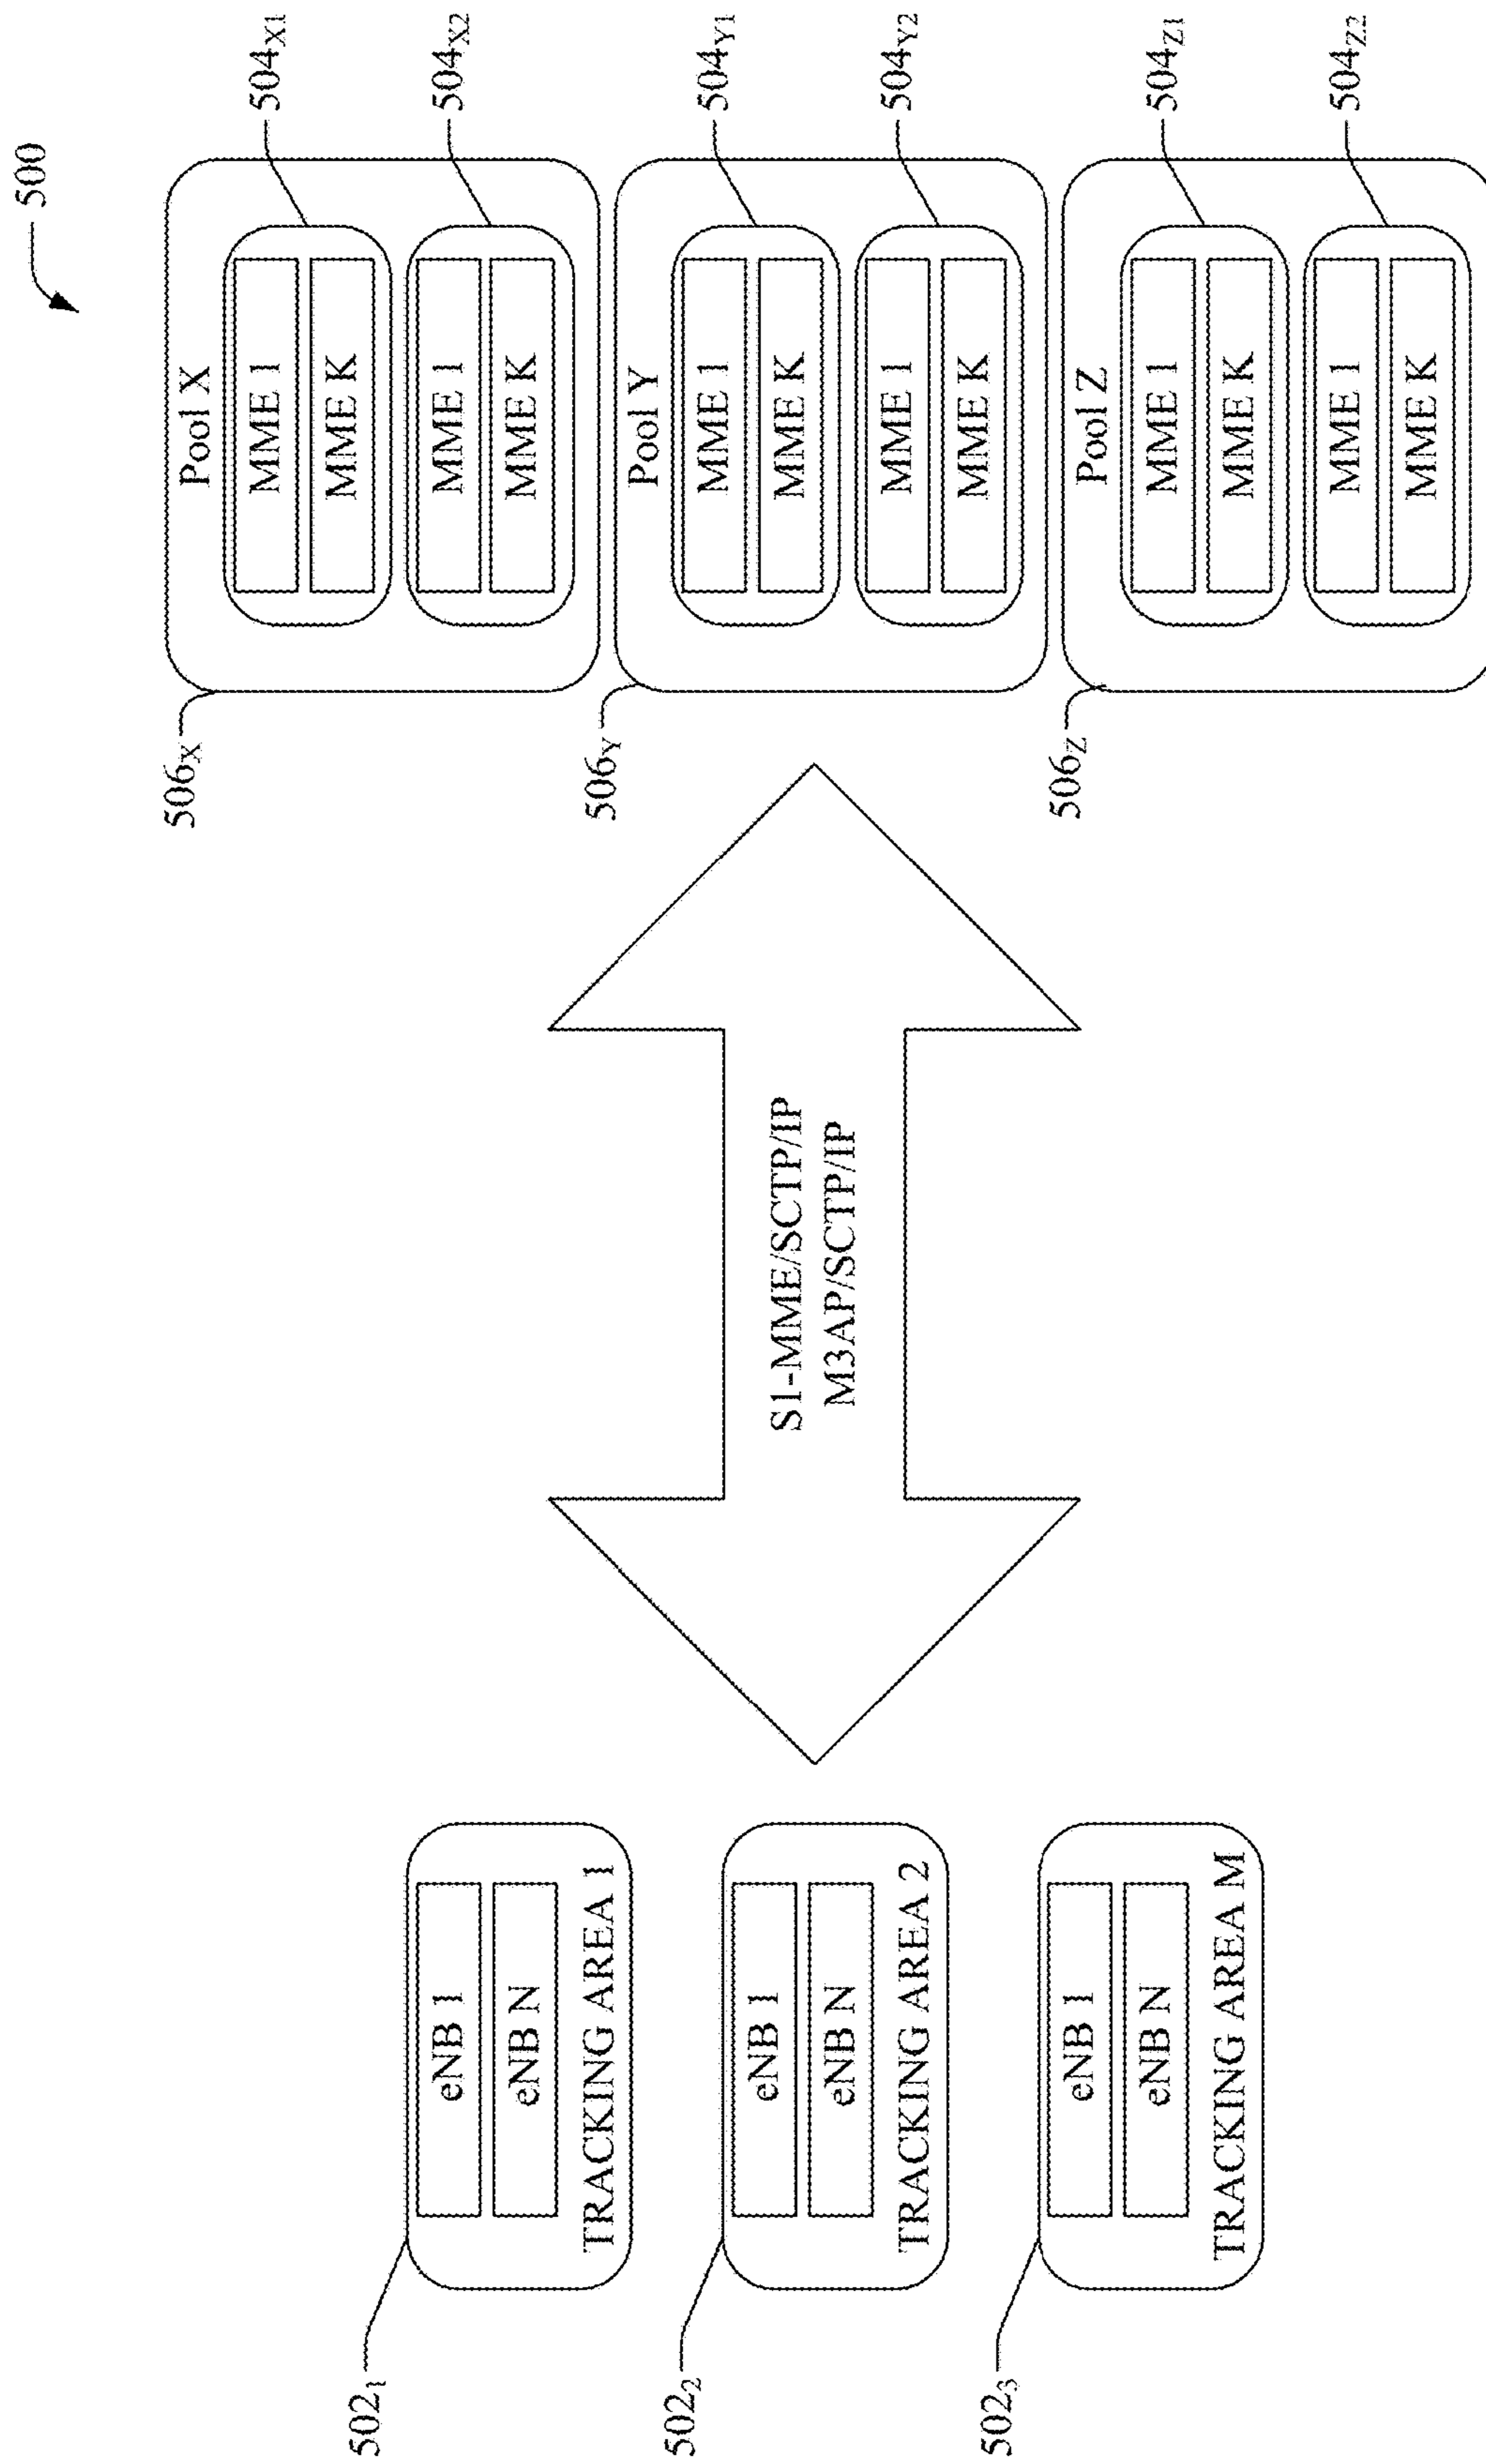 500
502₁
eNB 1
eNB N
TRACKING AREA 1
502₂
eNB 1
eNB N
TRACKING AREA 2
502₃
eNB 1
eNB N
TRACKING AREA M
S1-MME/SCTP/IP
M3AP/SCTP/IP
506X
Pool X
MME 1
MME K
504X1
MME 1
MME K
504X2
506Y
Pool Y
MME 1
MME K
504Y1
MME 1
MME K
504Y2
506Z
Pool Z
MME 1
MME K
504Z1
MME 1
MME K
504Z2